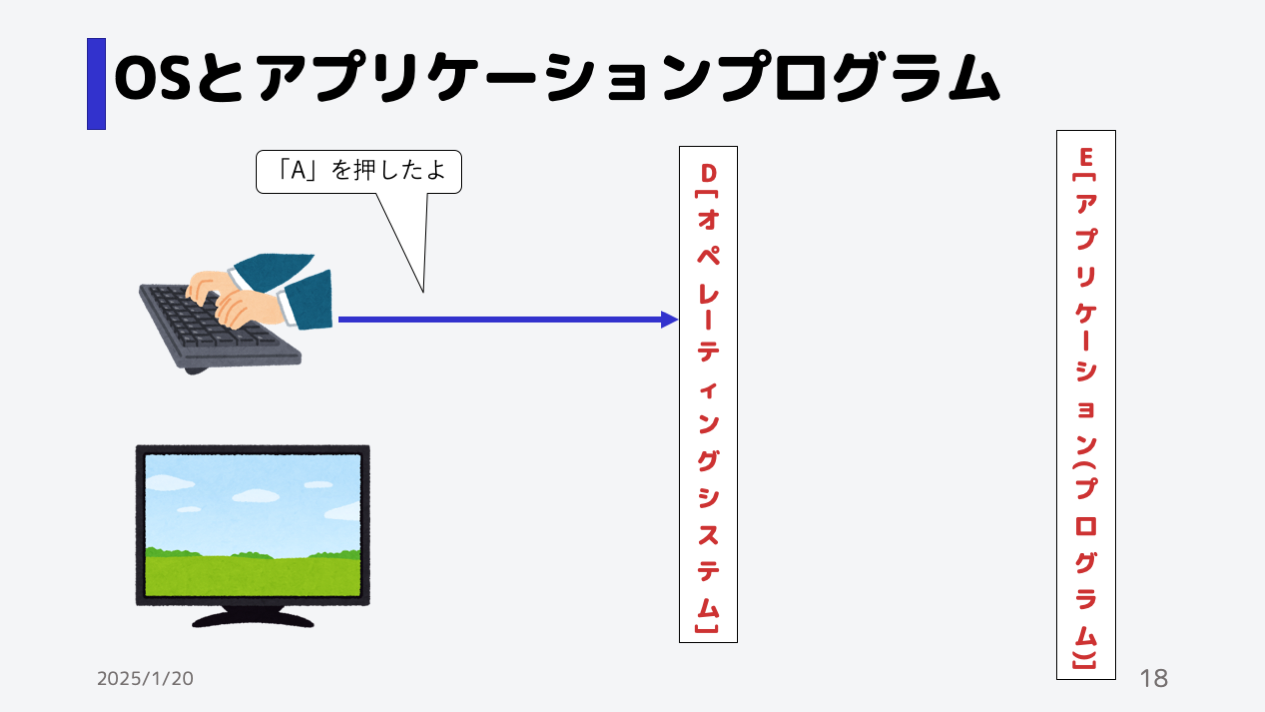 OSとアプリケーションプログラム
「A」を押したよ
D[オペレーティングシステム]
E[アプリケーション(プログラム)]
2025/1/20
18